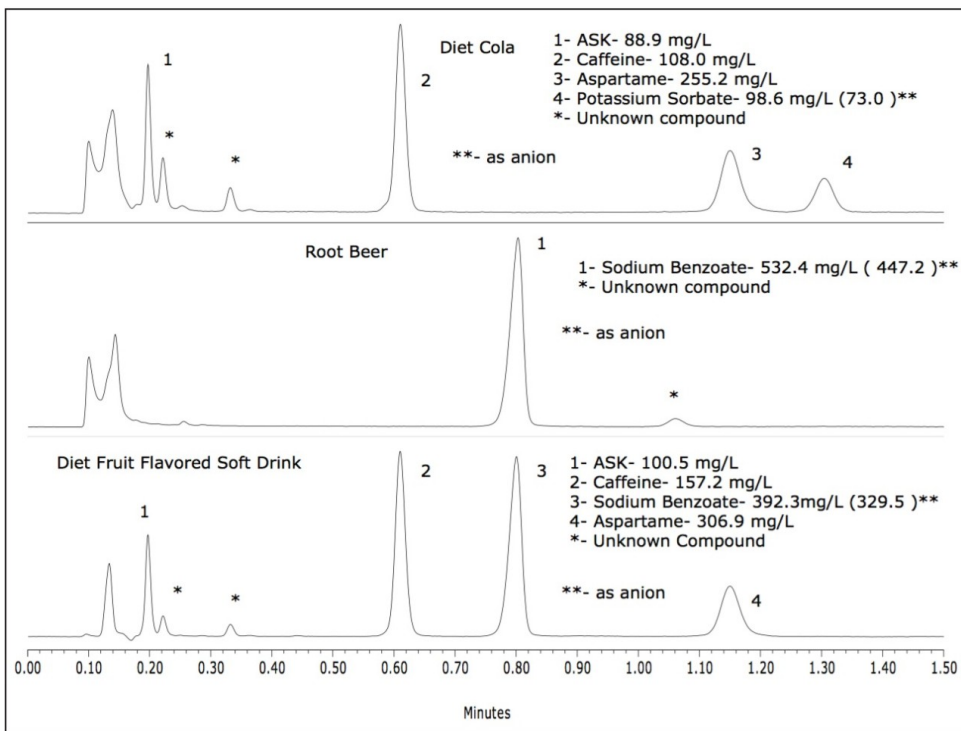 Diet Cola
1- ASK- 88.9 mg/L
2- Caffeine- 108.0 mg/L
3- Aspartame- 255.2 mg/L
4- Potassium Sorbate- 98.6 mg/L (73.0 )**
*- Unknown compound
**- as anion
1
*
*
2
3
4
Root Beer
1- Sodium Benzoate- 532.4 mg/L ( 447.2 )**
*- Unknown compound
**- as anion
1
*
Diet Fruit Flavored Soft Drink
1- ASK- 100.5 mg/L
2- Caffeine- 157.2 mg/L
3- Sodium Benzoate- 392.3mg/L (329.5 )**
4- Aspartame- 306.9 mg/L
*- Unknown Compound
**- as anion
1
*
*
2
3
4
0.00 0.10 0.20 0.30 0.40 0.50 0.60 0.70 0.80 0.90 1.00 1.10 1.20 1.30 1.40 1.50
Minutes